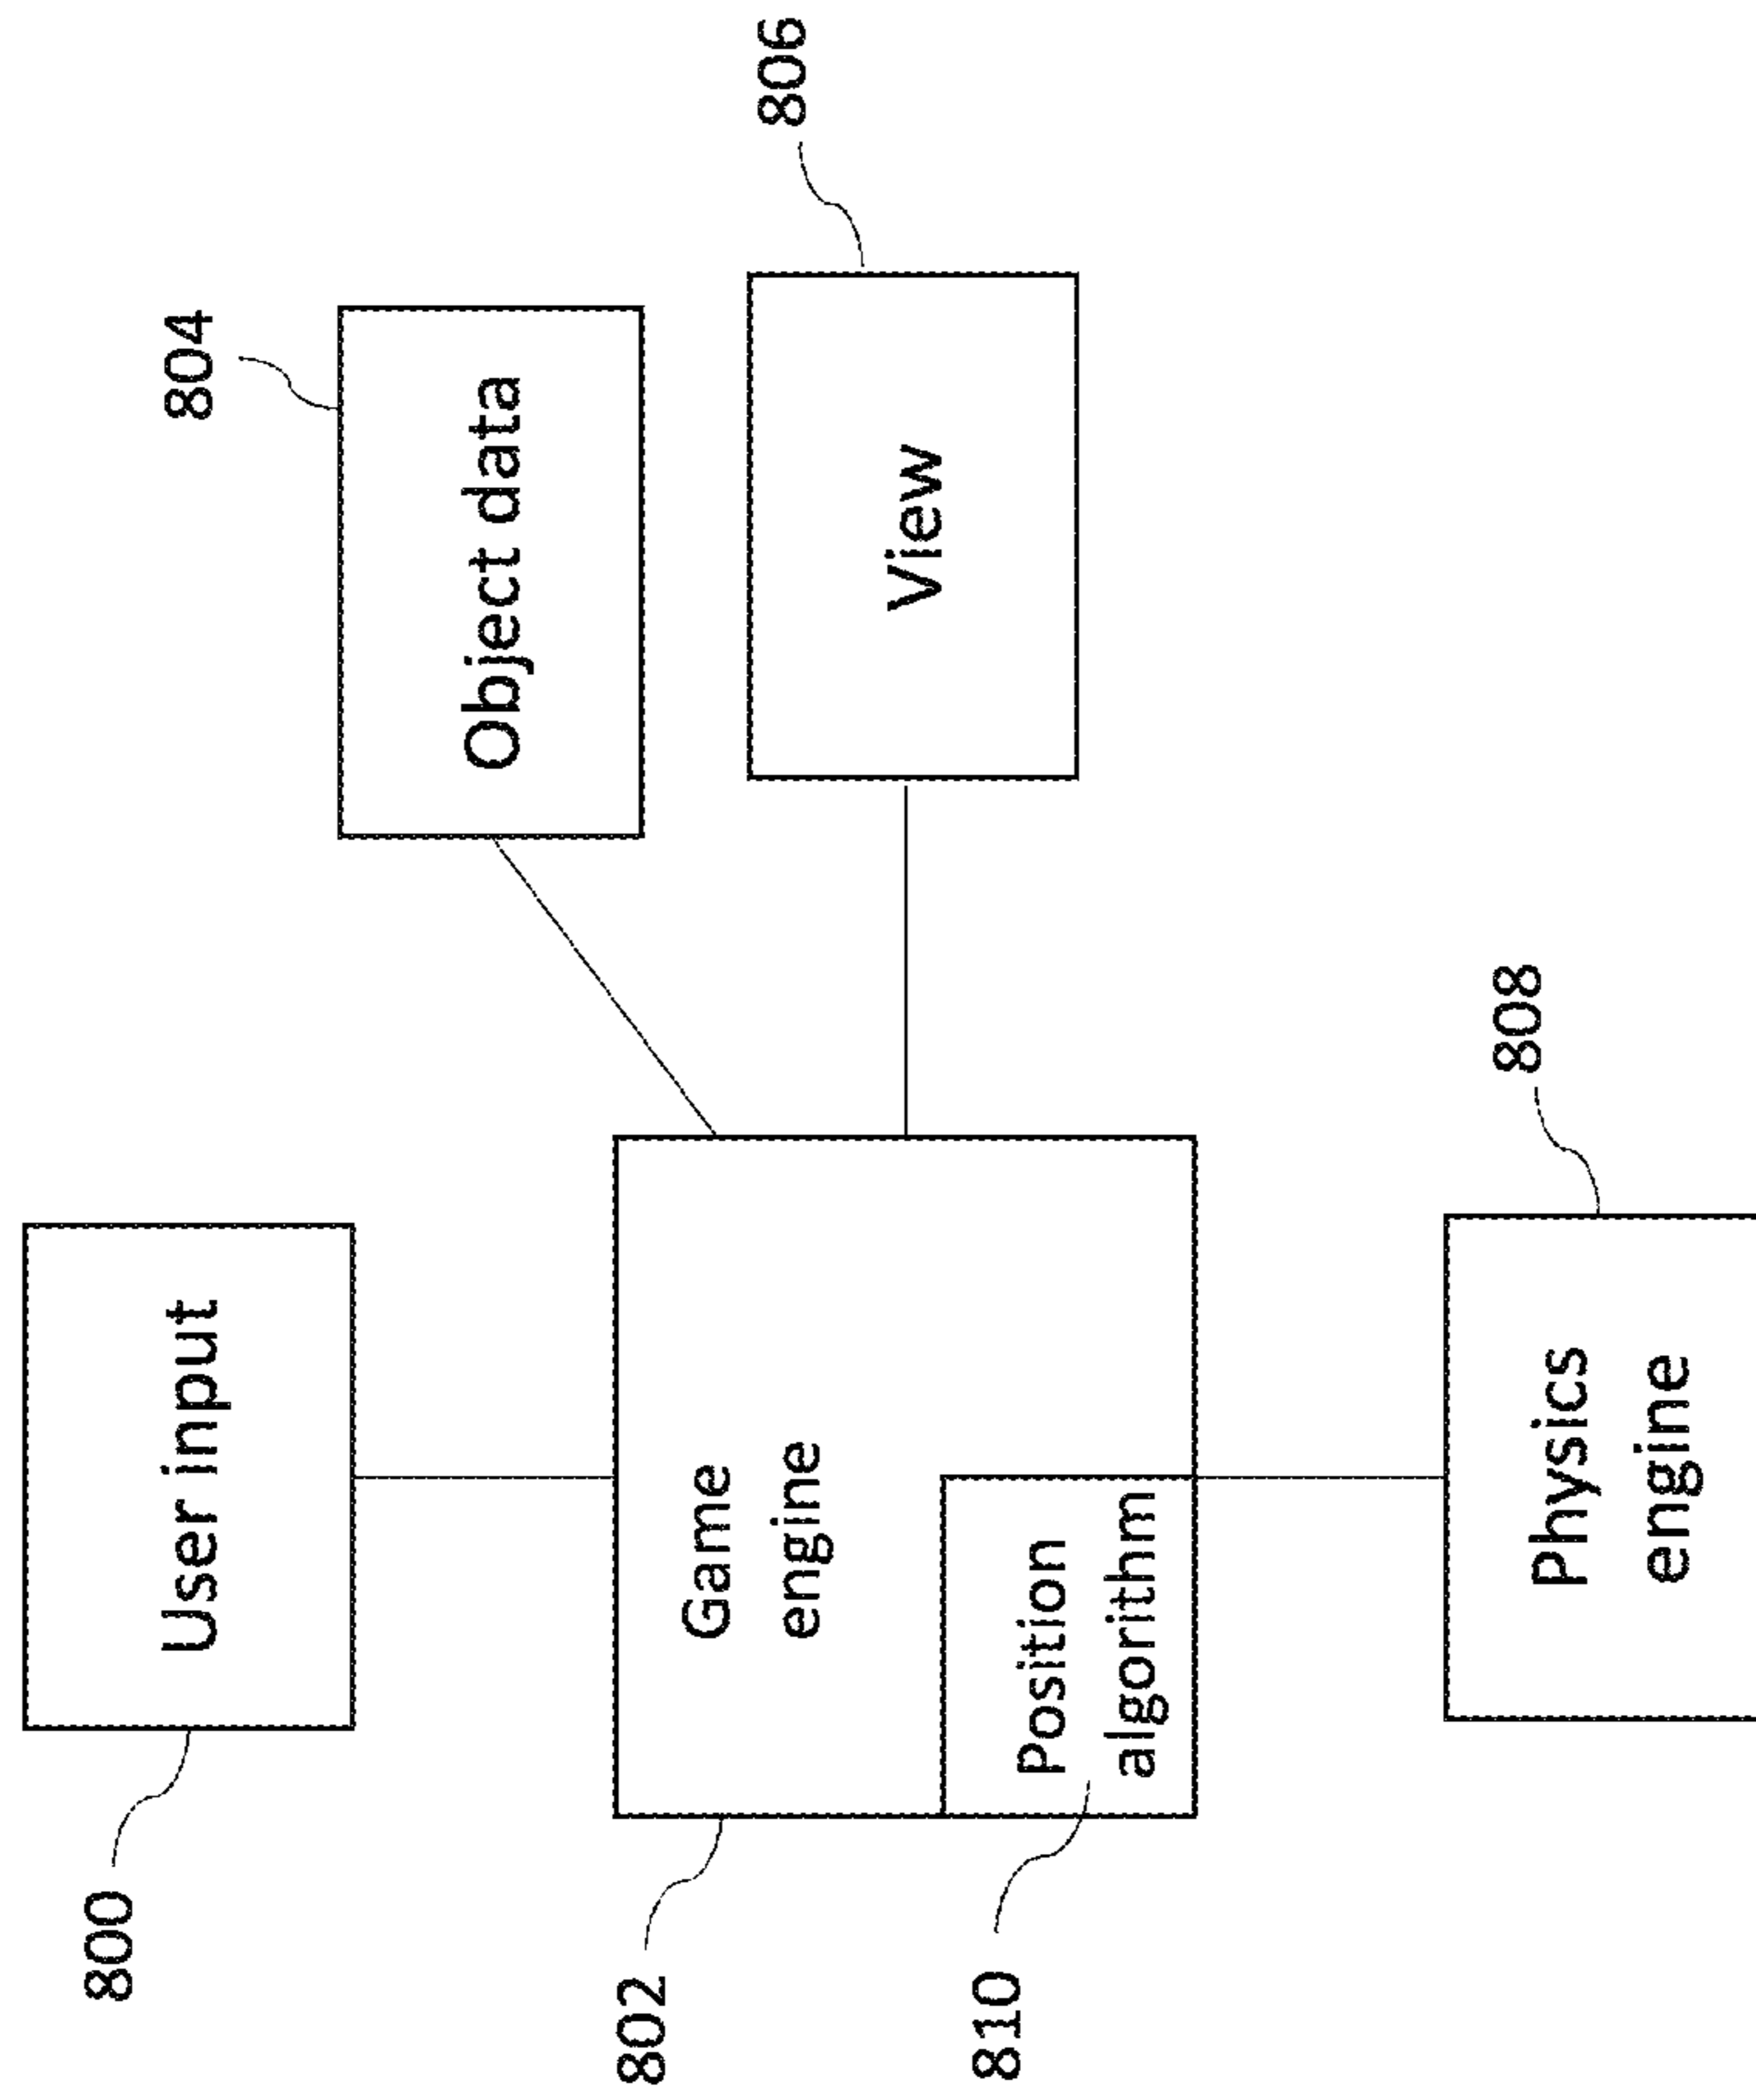 800
User input
804
Object data
802
Game
engine
806
View
810
Position
algorithm
808
Physics
engine